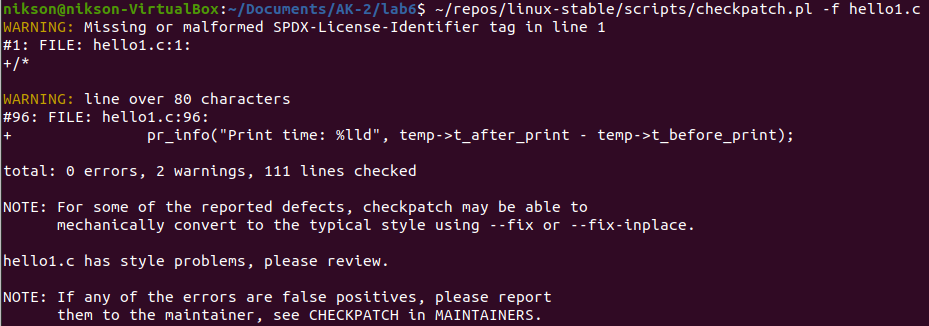 nikson@nikson-VirtualBox:~/Documents/AK-2/lab6$ ~/repos/linux-stable/scripts/checkpatch.pl -f hello1.c
WARNING: Missing or malformed SPDX-License-Identifier tag in line 1
#1: FILE: hello1.c:1:
+/*

WARNING: line over 80 characters
#96: FILE: hello1.c:96:
+		pr_info("Print time: %lld", temp->t_after_print - temp->t_before_print);

total: 0 errors, 2 warnings, 111 lines checked

NOTE: For some of the reported defects, checkpatch may be able to
      mechanically convert to the typical style using --fix or --fix-inplace.

hello1.c has style problems, please review.

NOTE: If any of the errors are false positives, please report
      them to the maintainer, see CHECKPATCH in MAINTAINERS.